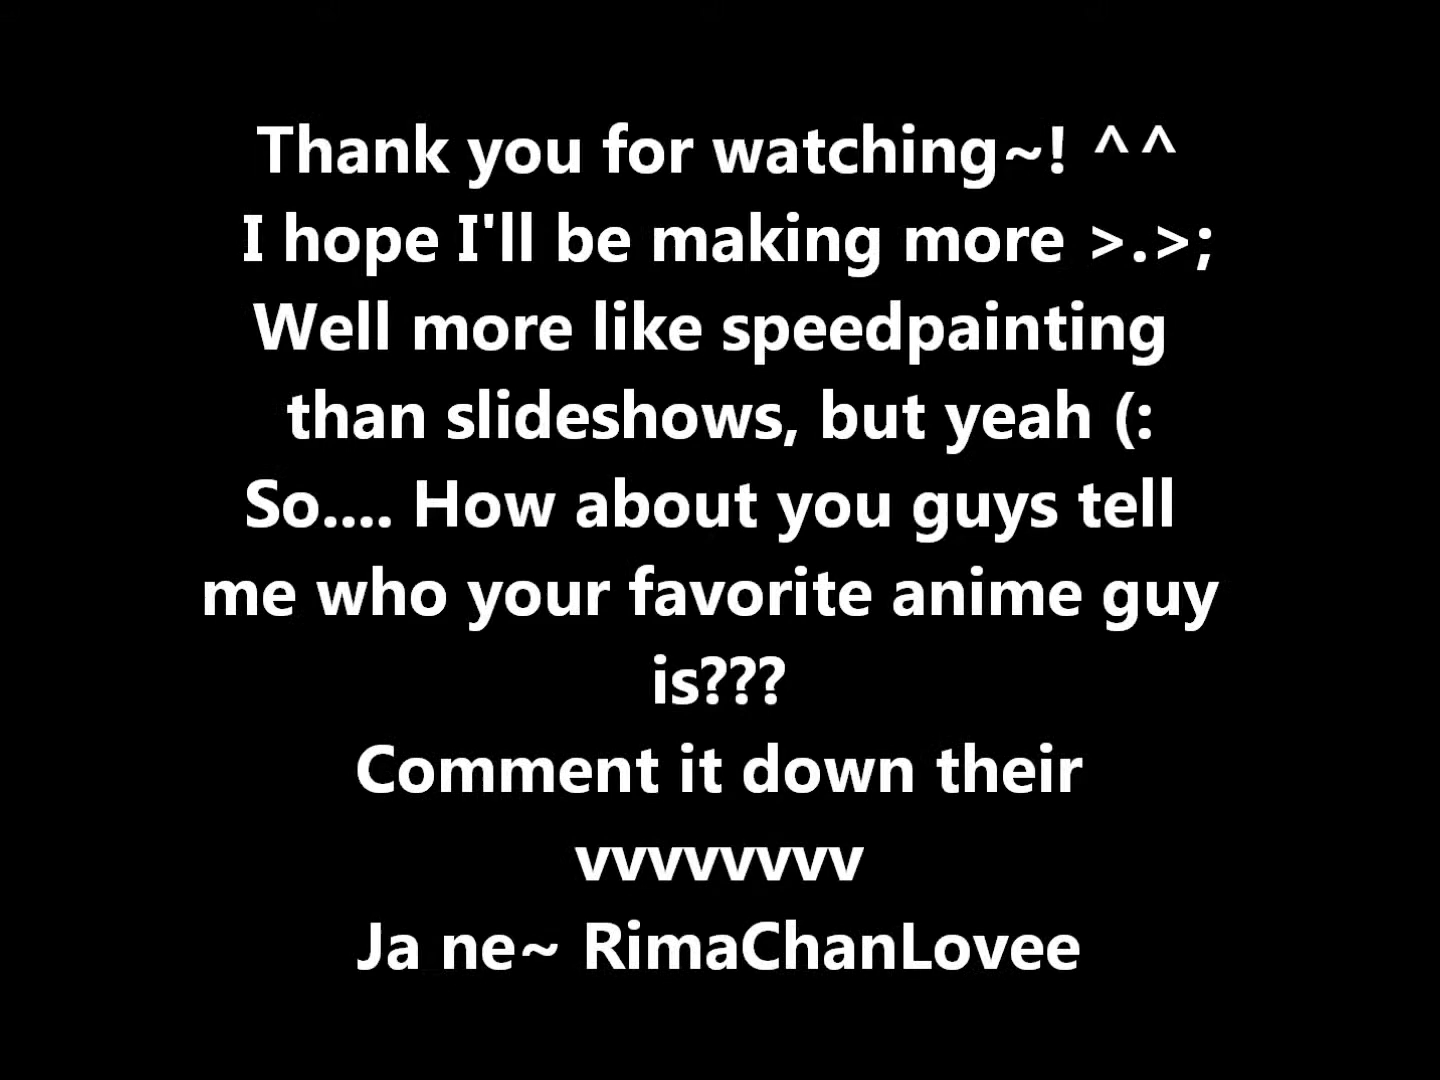 Thank you for watching~! ^^
I hope I'll be making more >.>;
Well more like speedpainting
than slideshows, but yeah (:
So.... How about you guys tell
me who your favorite anime guy
is???
Comment it down their
vvvvvvvv
Ja ne~ RimaChanLovee